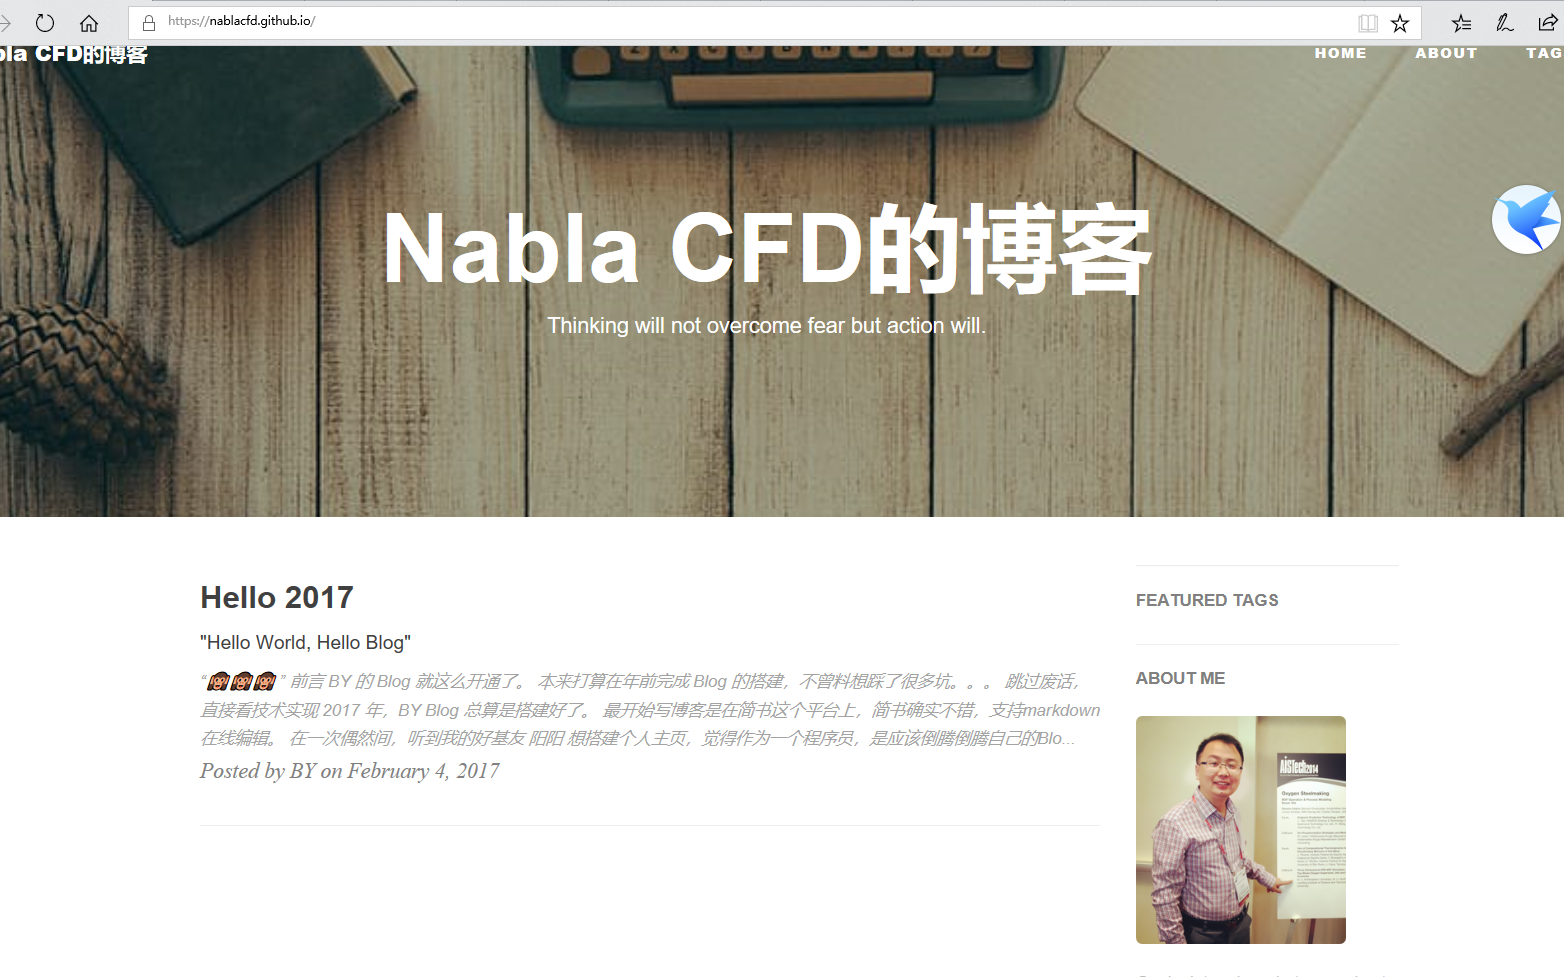 https://nablacfd.github.io/
bla CFD的博客
HOME ABOUT TAG
Nabla CFD的博客
Thinking will not overcome fear but action will.
Hello 2017
"Hello World, Hello Blog"
“🙉🙉🙉” 前言 BY 的 Blog 就这么开通了。 本来打算在年前完成 Blog 的搭建，不曾料想踩了很多坑。。。 跳过废话，
直接看技术实现 2017 年，BY Blog 总算是搭建好了。 最开始写博客是在简书这个平台上，简书确实不错，支持markdown
在线编辑。 在一次偶然间，听到我的好基友 阳阳 想搭建个人主页，觉得作为一个程序员，是应该倒腾倒腾自己的Blo...
Posted by BY on February 4, 2017
FEATURED TAGS
ABOUT ME
AISTech2014
Oxygen Steelmaking